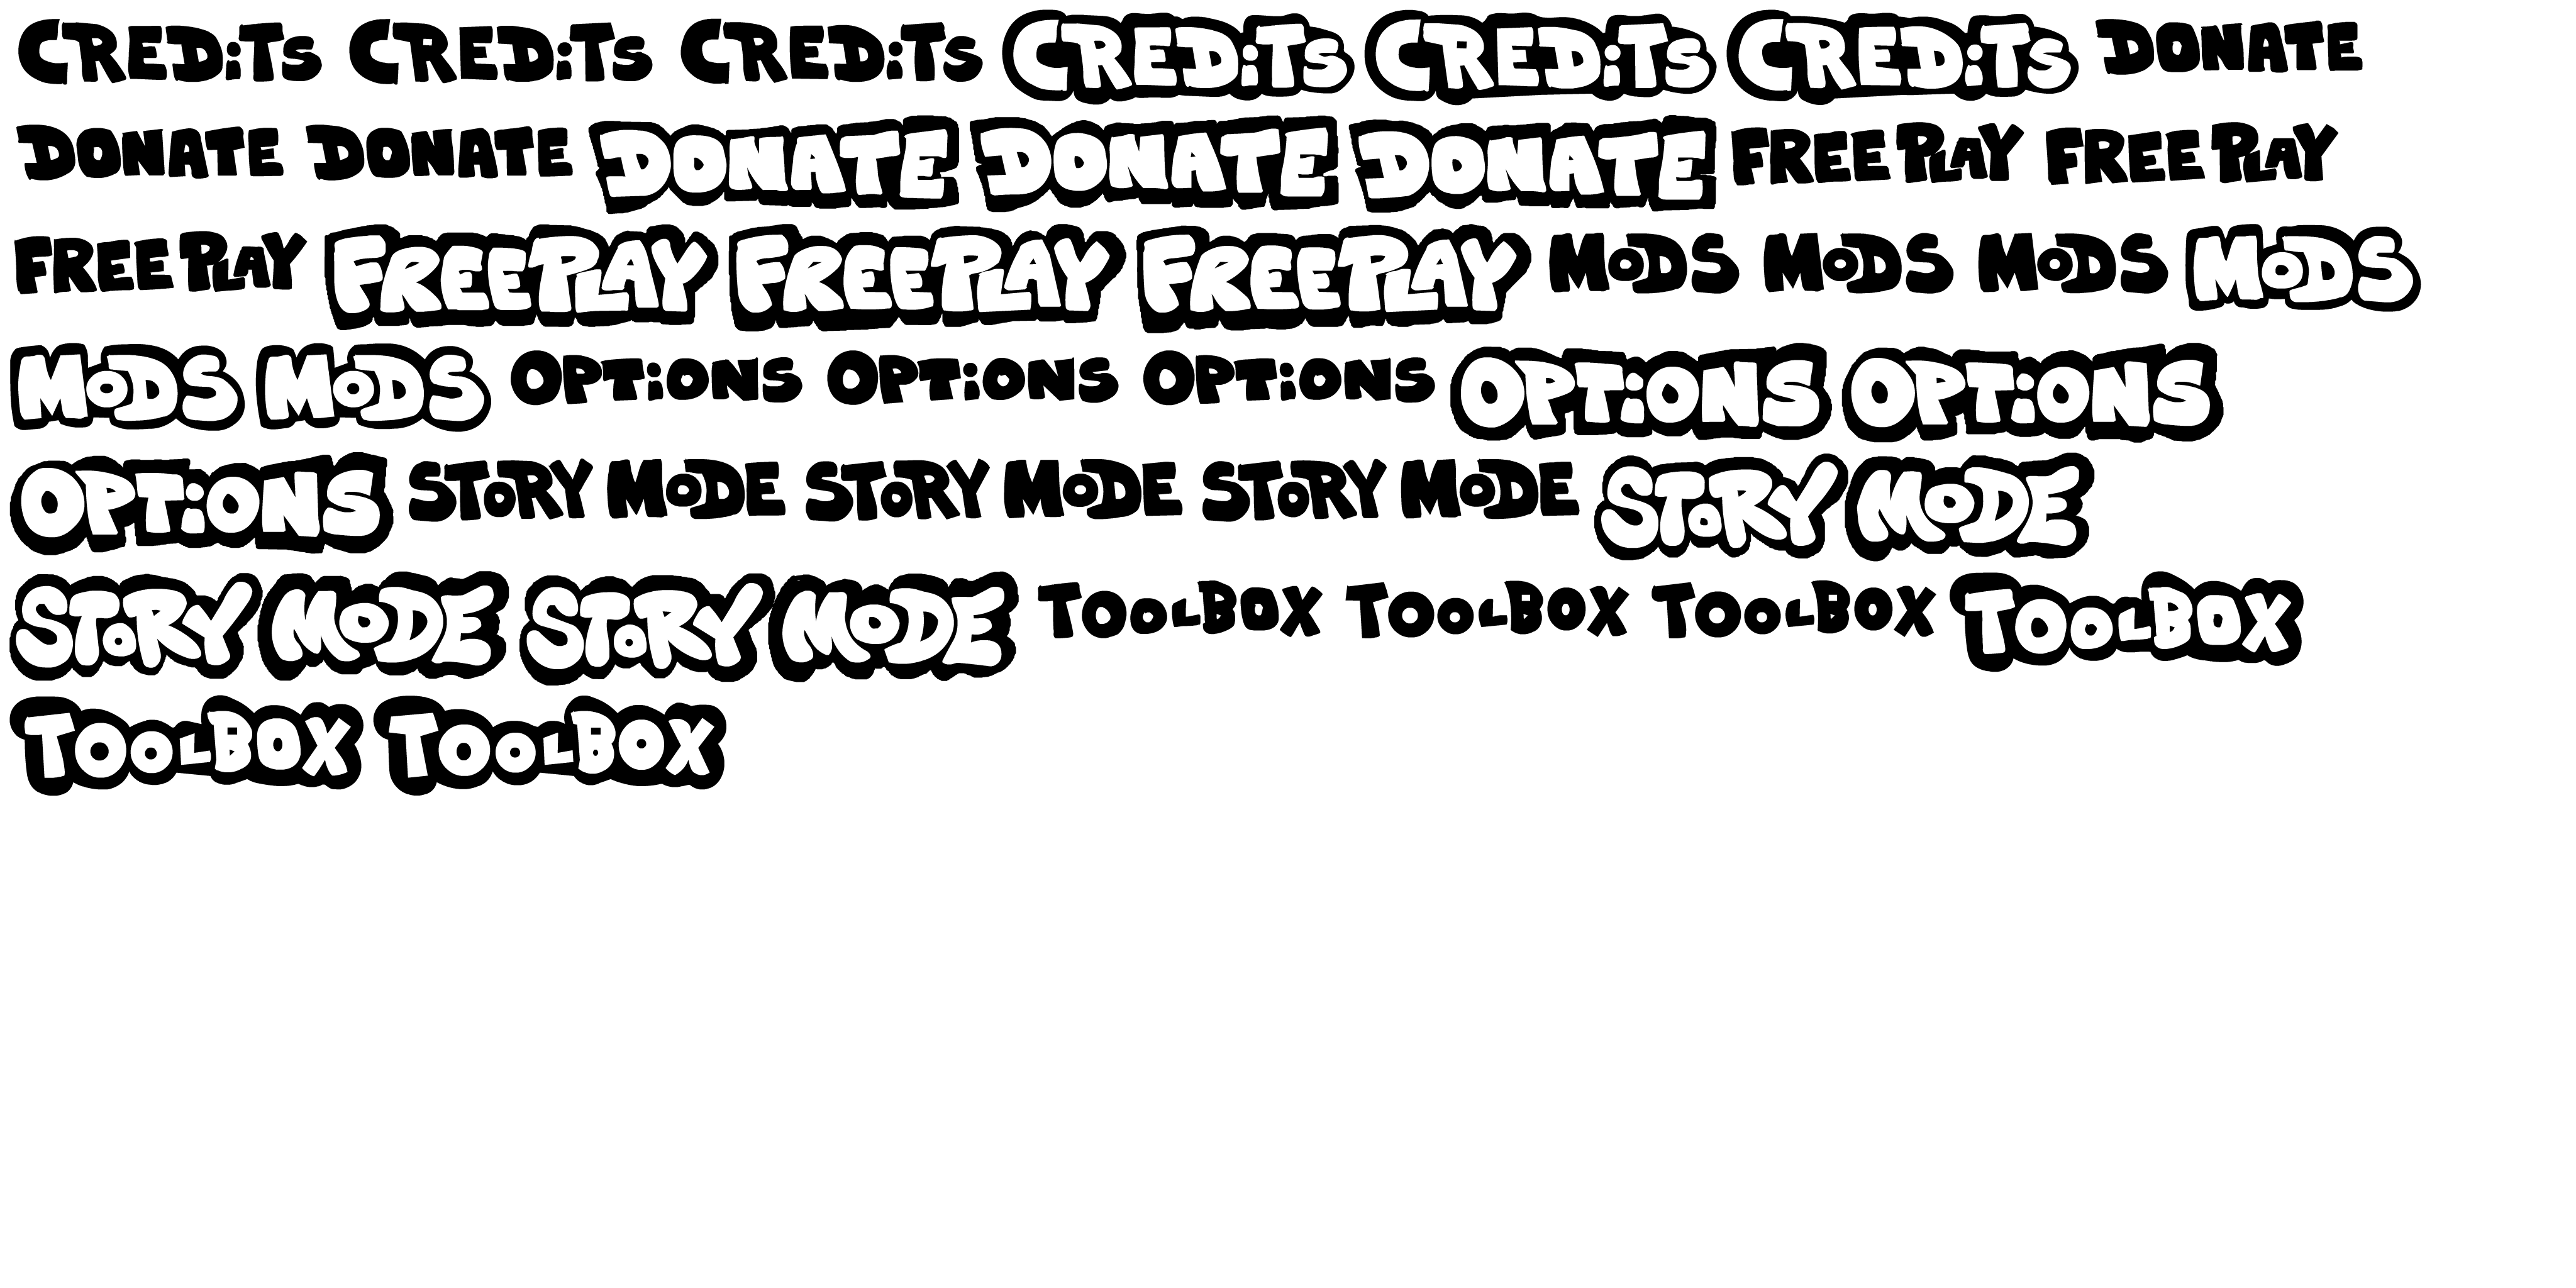 CREDiTS CREDiTS CREDiTS CREDiTS CREDiTS CREDiTS DONATE
DONATE DONATE DONATE DONATE DONATE FREEPLAY FREEPLAY
FREEPLAY FREEPLAY FREEPLAY FREEPLAY MODS MODS MODS MODS
MODS MODS OPTiONS OPTiONS OPTiONS OPTiONS OPTiONS
OPTiONS STORY MODE STORY MODE STORY MODE STORY MODE
STORY MODE STORY MODE TOOLBOX TOOLBOX TOOLBOX TOOLBOX
TOOLBOX TOOLBOX